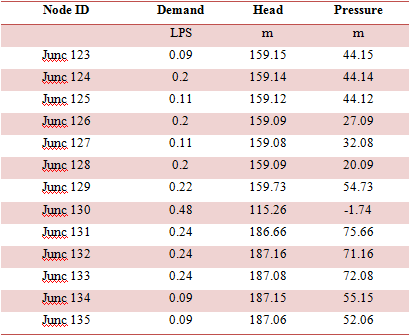 Node ID Demand Head Pressure
LPS m m
Junc 123 0.09 159.15 44.15
Junc 124 0.2 159.14 44.14
Junc 125 0.11 159.12 44.12
Junc 126 0.2 159.09 27.09
Junc 127 0.11 159.08 32.08
Junc 128 0.2 159.09 20.09
Junc 129 0.22 159.73 54.73
Junc 130 0.48 115.26 -1.74
Junc 131 0.24 186.66 75.66
Junc 132 0.24 187.16 71.16
Junc 133 0.24 187.08 72.08
Junc 134 0.09 187.15 55.15
Junc 135 0.09 187.06 52.06